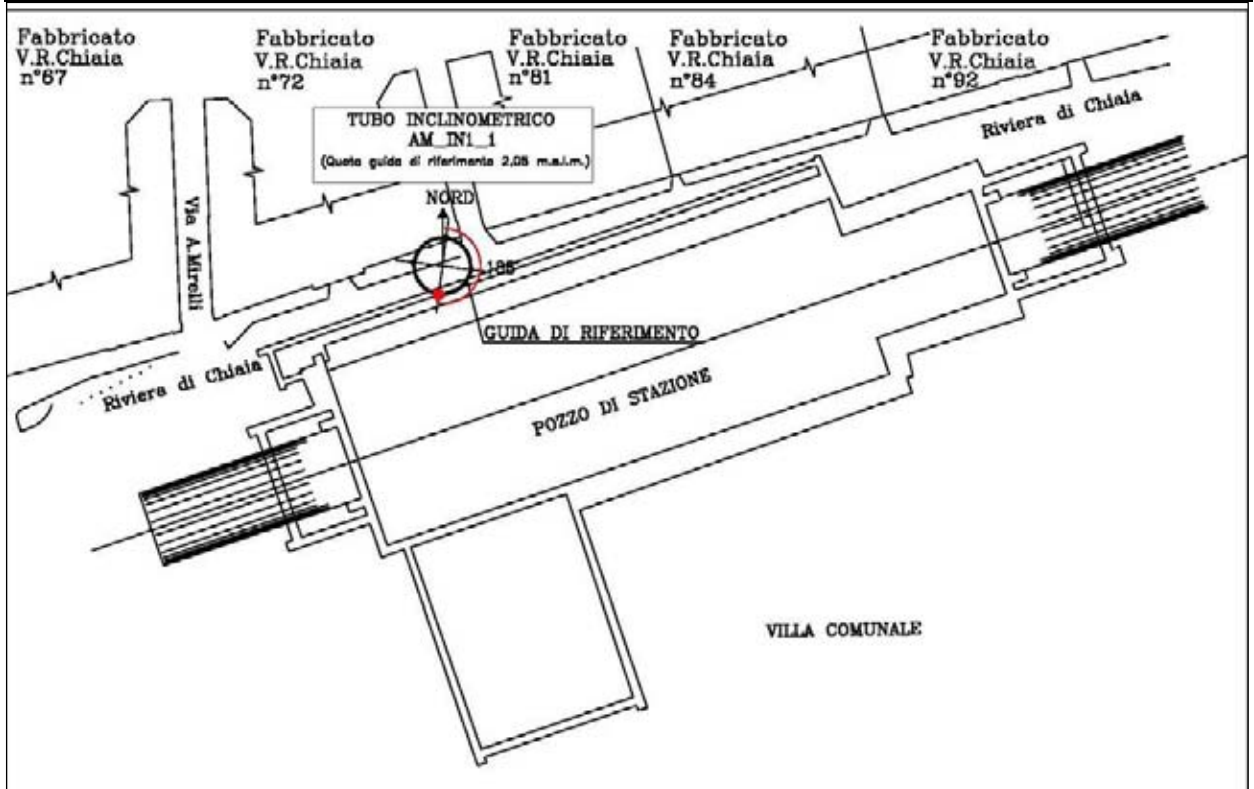 Fabbricato
V.R.Chiaia
n°67
Fabbricato
V.R.Chiaia
n°72
Fabbricato
V.R.Chiaia
n°81
Fabbricato
V.R.Chiaia
n°84
Fabbricato
V.R.Chiaia
n°92
TUBO INCLINOMETRICO
AM_IN1_1
(Quota guida di riferimento 2,05 m.s.l.m.)
NORD
Riviera di Chiaia
Via A.Mirelli
185
GUIDA DI RIFERIMENTO
Riviera di Chiaia
POZZO DI STAZIONE
VILLA COMUNALE